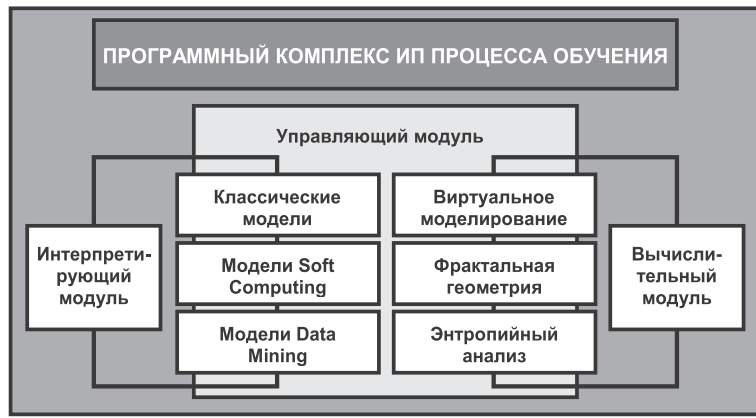 ПРОГРАММНЫЙ КОМПЛЕКС ИП ПРОЦЕССА ОБУЧЕНИЯ
Управляющий модуль
Классические
модели
Виртуальное
моделирование
Интерпрети-
рующий
модуль
Модели Soft
Computing
Фрактальная
геометрия
Вычисли-
тельный
модуль
Модели Data
Mining
Энтропийный
анализ